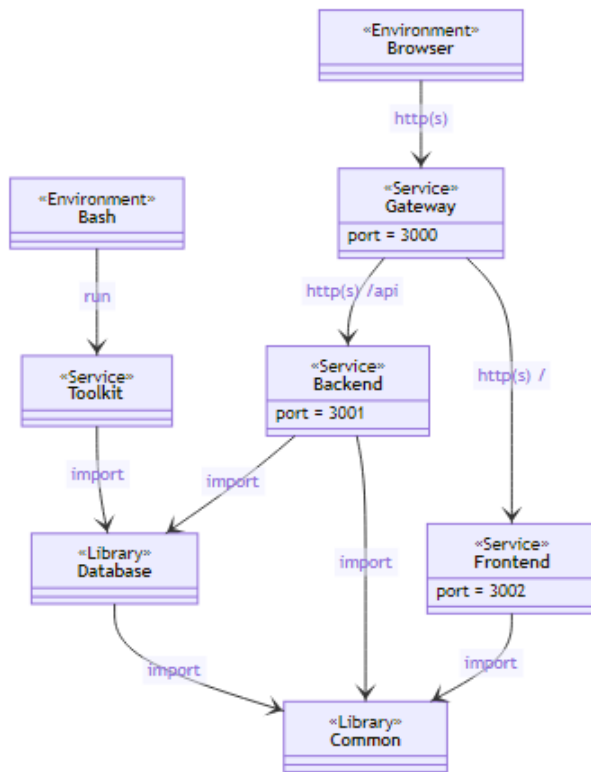 «Environment»
Browser
http(s)
«Service»
Gateway
port = 3000
«Environment»
Bash
run
http(s) /api
«Service»
Toolkit
«Service»
Backend
port = 3001
http(s) /
import
import
«Library»
Database
import
«Service»
Frontend
port = 3002
import
import
«Library»
Common